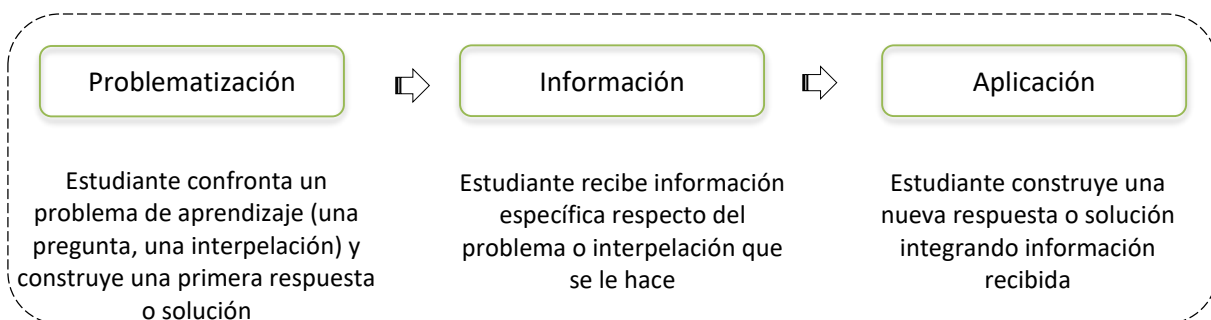 Problematización
Información
Aplicación
Estudiante confronta un
problema de aprendizaje (una
pregunta, una interpelación) y
construye una primera respuesta
o solución
Estudiante recibe información
específica respecto del
problema o interpelación que
se le hace
Estudiante construye una
nueva respuesta o solución
integrando información
recibida